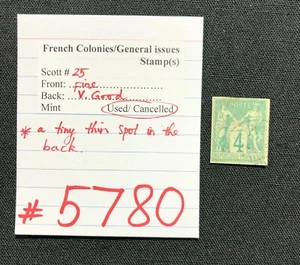 French Colonies/General issues
Stamp(s)
Scott # 25
Front: ...Fine...............
Back: ...V. Good............
Mint Used/ Cancelled
* a tiny thin spot in the
back.
# 5780
POSTES
4